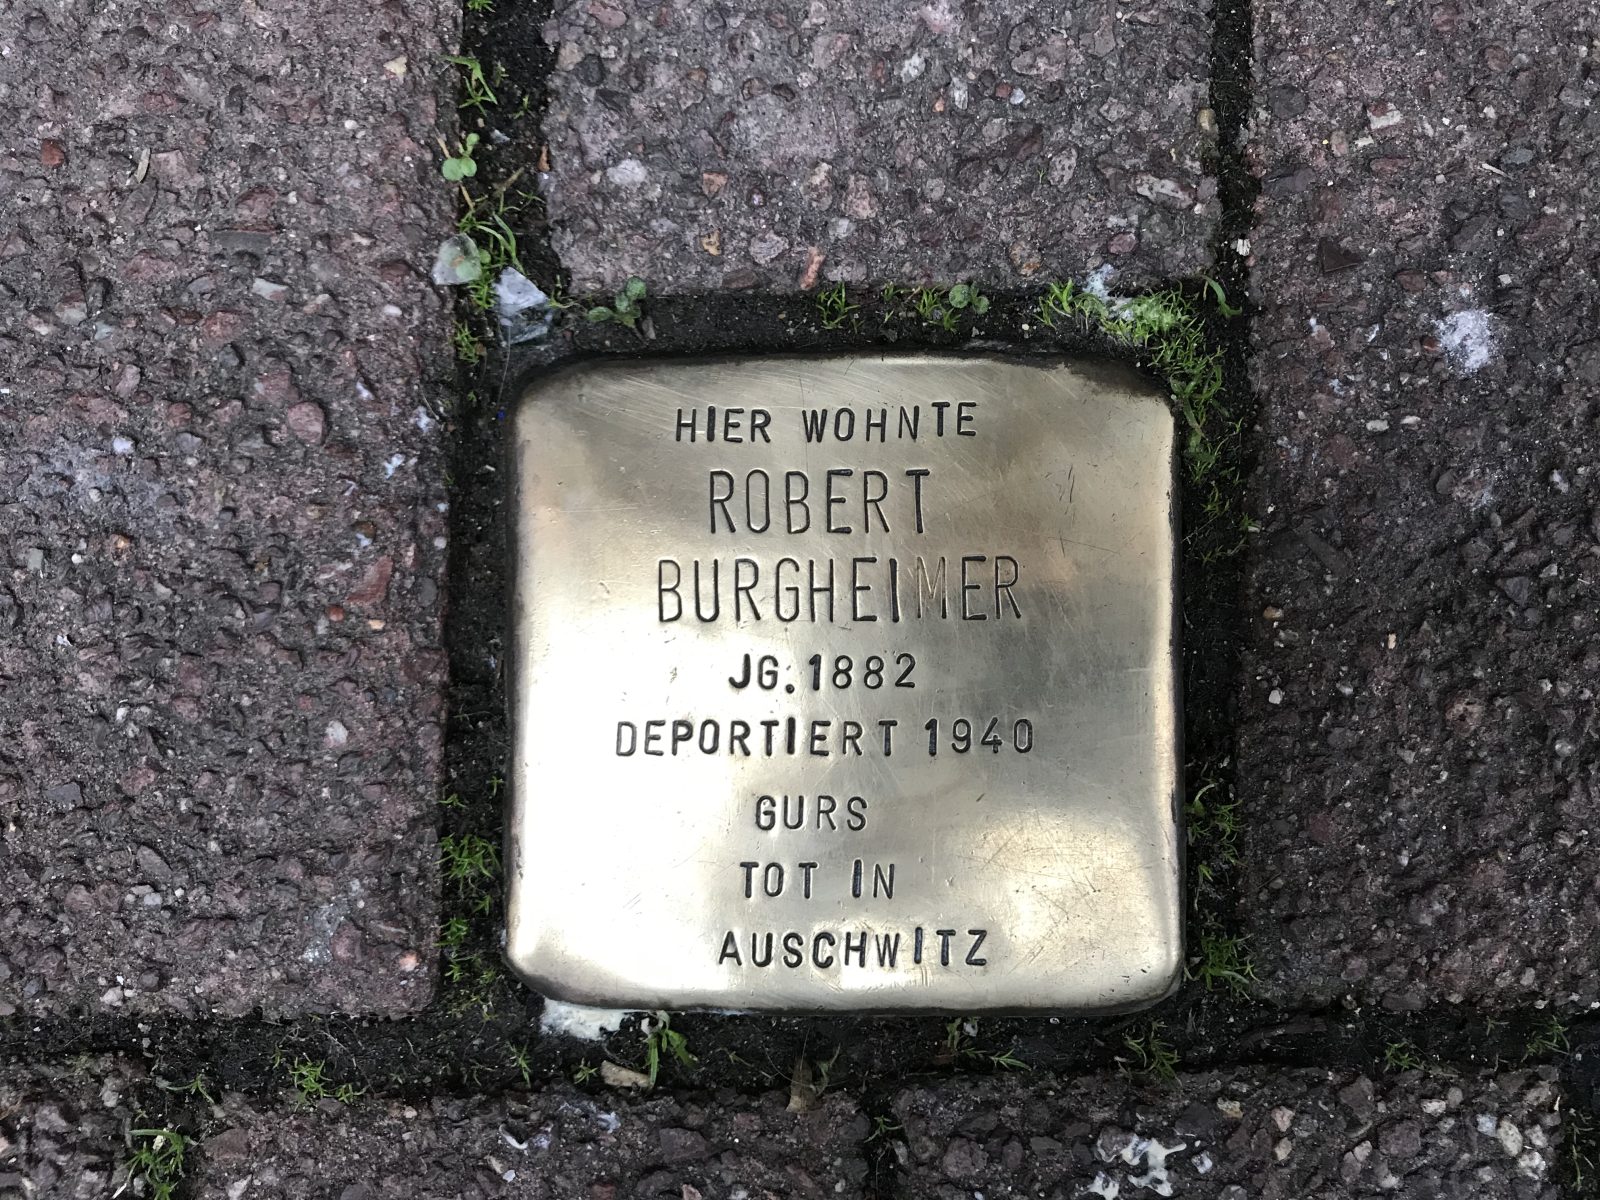 HIER WOHNTE
ROBERT
BURGHEIMER
JG. 1882
DEPORTIERT 1940
GURS
TOT IN
AUSCHWITZ